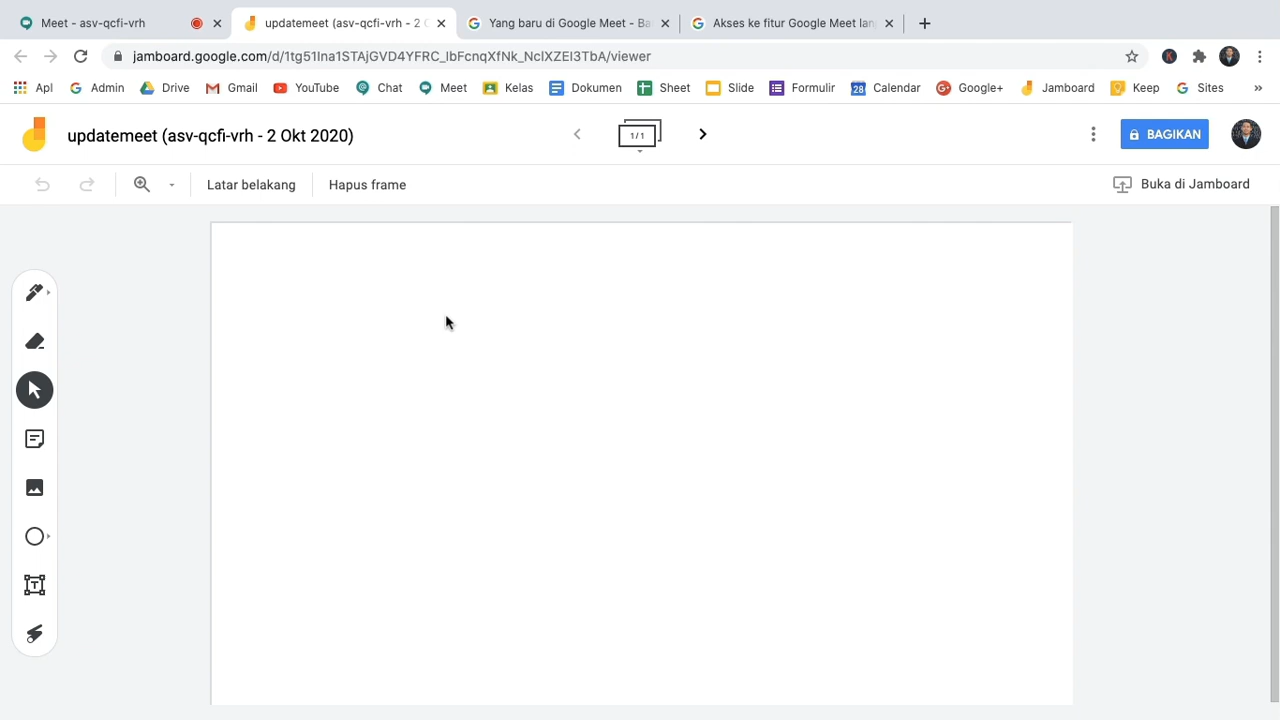 Meet - asv-qcfi-vrh
updatemeet (asv-qcfi-vrh - 2 O
Yang baru di Google Meet - Ba
Akses ke fitur Google Meet lan
jamboard.google.com/d/1tg51Ina1STAjGVD4YFRC_IbFcnqXfNk_NcIXZEI3TbA/viewer
K
Apl
Admin
Drive
Gmail
YouTube
Chat
Meet
Kelas
Dokumen
Sheet
Slide
Formulir
28
Calendar
Google+
Jamboard
Keep
Sites
updatemeet (asv-qcfi-vrh - 2 Okt 2020)
1/1
BAGIKAN
Latar belakang
Hapus frame
Buka di Jamboard